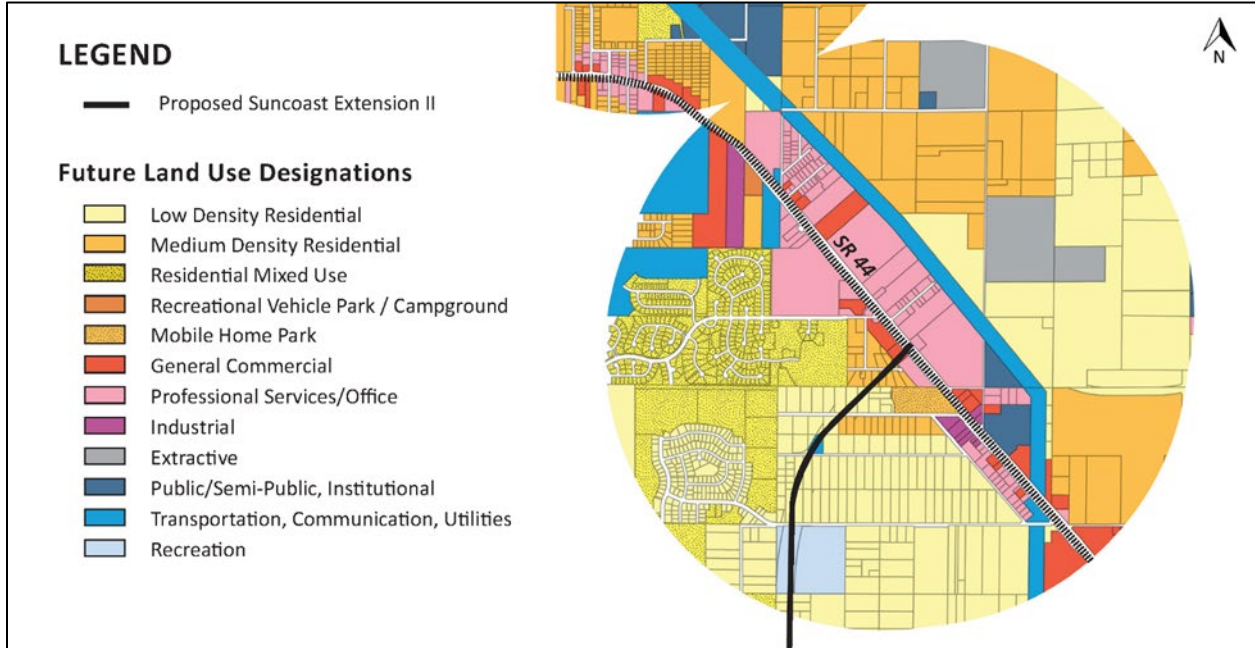 LEGEND
Proposed Suncoast Extension II
Future Land Use Designations
Low Density Residential
Medium Density Residential
Residential Mixed Use
Recreational Vehicle Park / Campground
Mobile Home Park
General Commercial
Professional Services/Office
Industrial
Extractive
Public/Semi-Public, Institutional
Transportation, Communication, Utilities
Recreation
SR 44
N